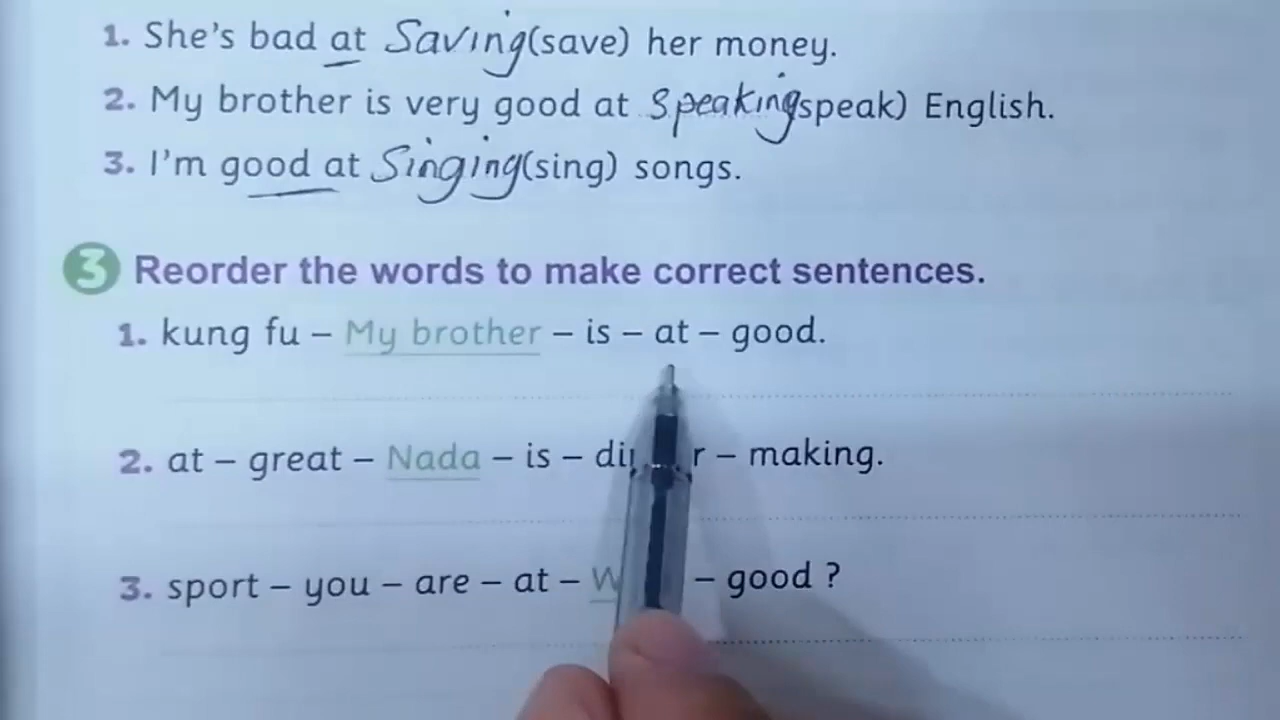 1. She's bad at Saving(save) her money.
2. My brother is very good at Speaking speak) English.
3. I'm good at Singing(sing) songs.
3 Reorder the words to make correct sentences.
1. kung fu – My brother – is – at – good.
2. at – great – Nada – is – – making.
3. sport – you – are – at – – good ?